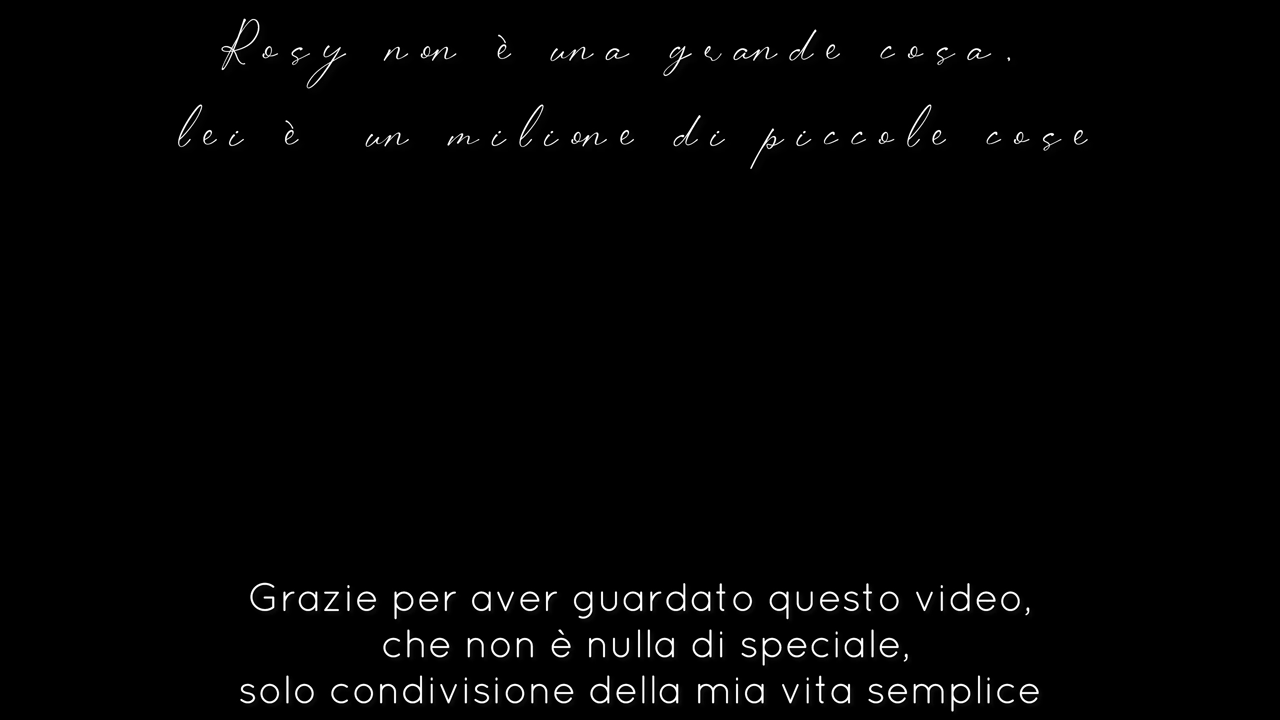 Rosy non è una grande cosa.
lei è un milione di piccole cose
Grazie per aver guardato questo video,
che non è nulla di speciale,
solo condivisione della mia vita semplice